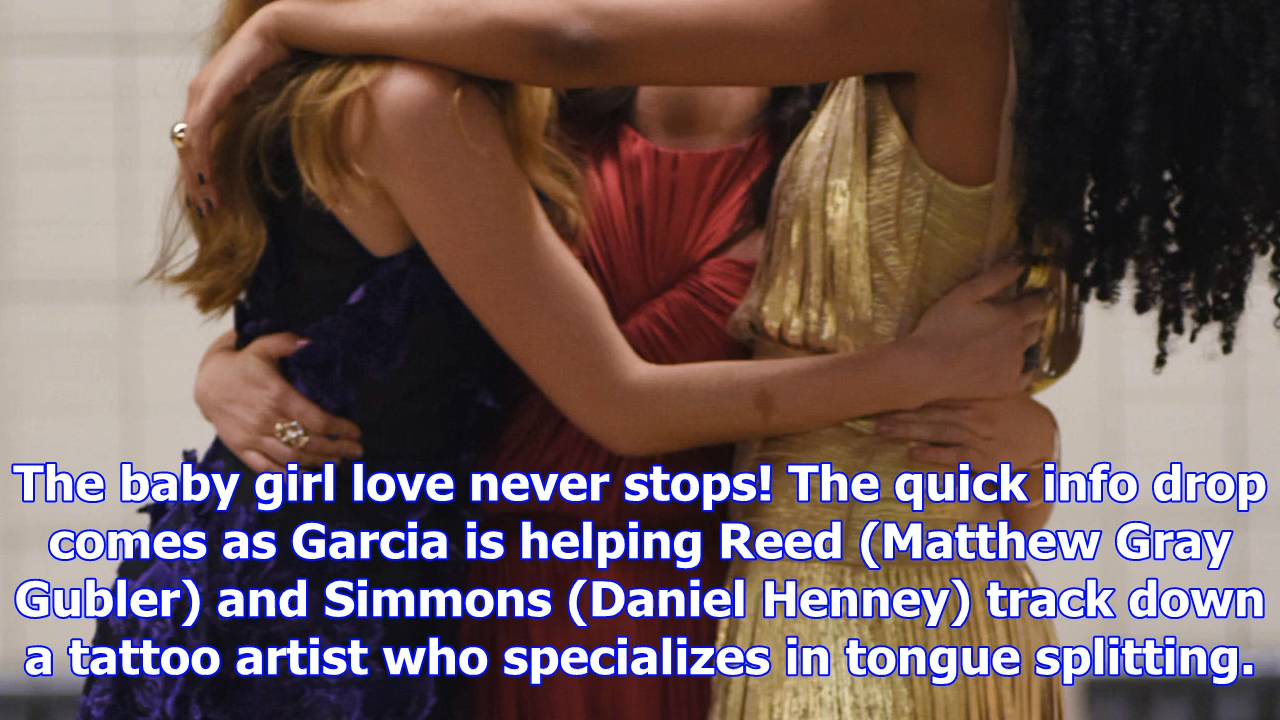 The baby girl love never stops! The quick info drop
comes as Garcia is helping Reed (Matthew Gray
Gubler) and Simmons (Daniel Henney) track down
a tattoo artist who specializes in tongue splitting.